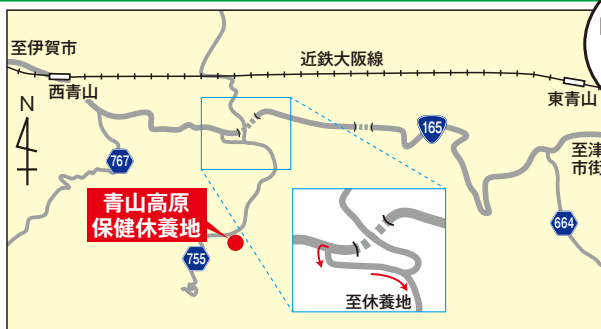 至伊賀市
近鉄大阪線
西青山
東青山
N
165
至津
市街
767
青山高原
保健休養地
664
755
至休養地